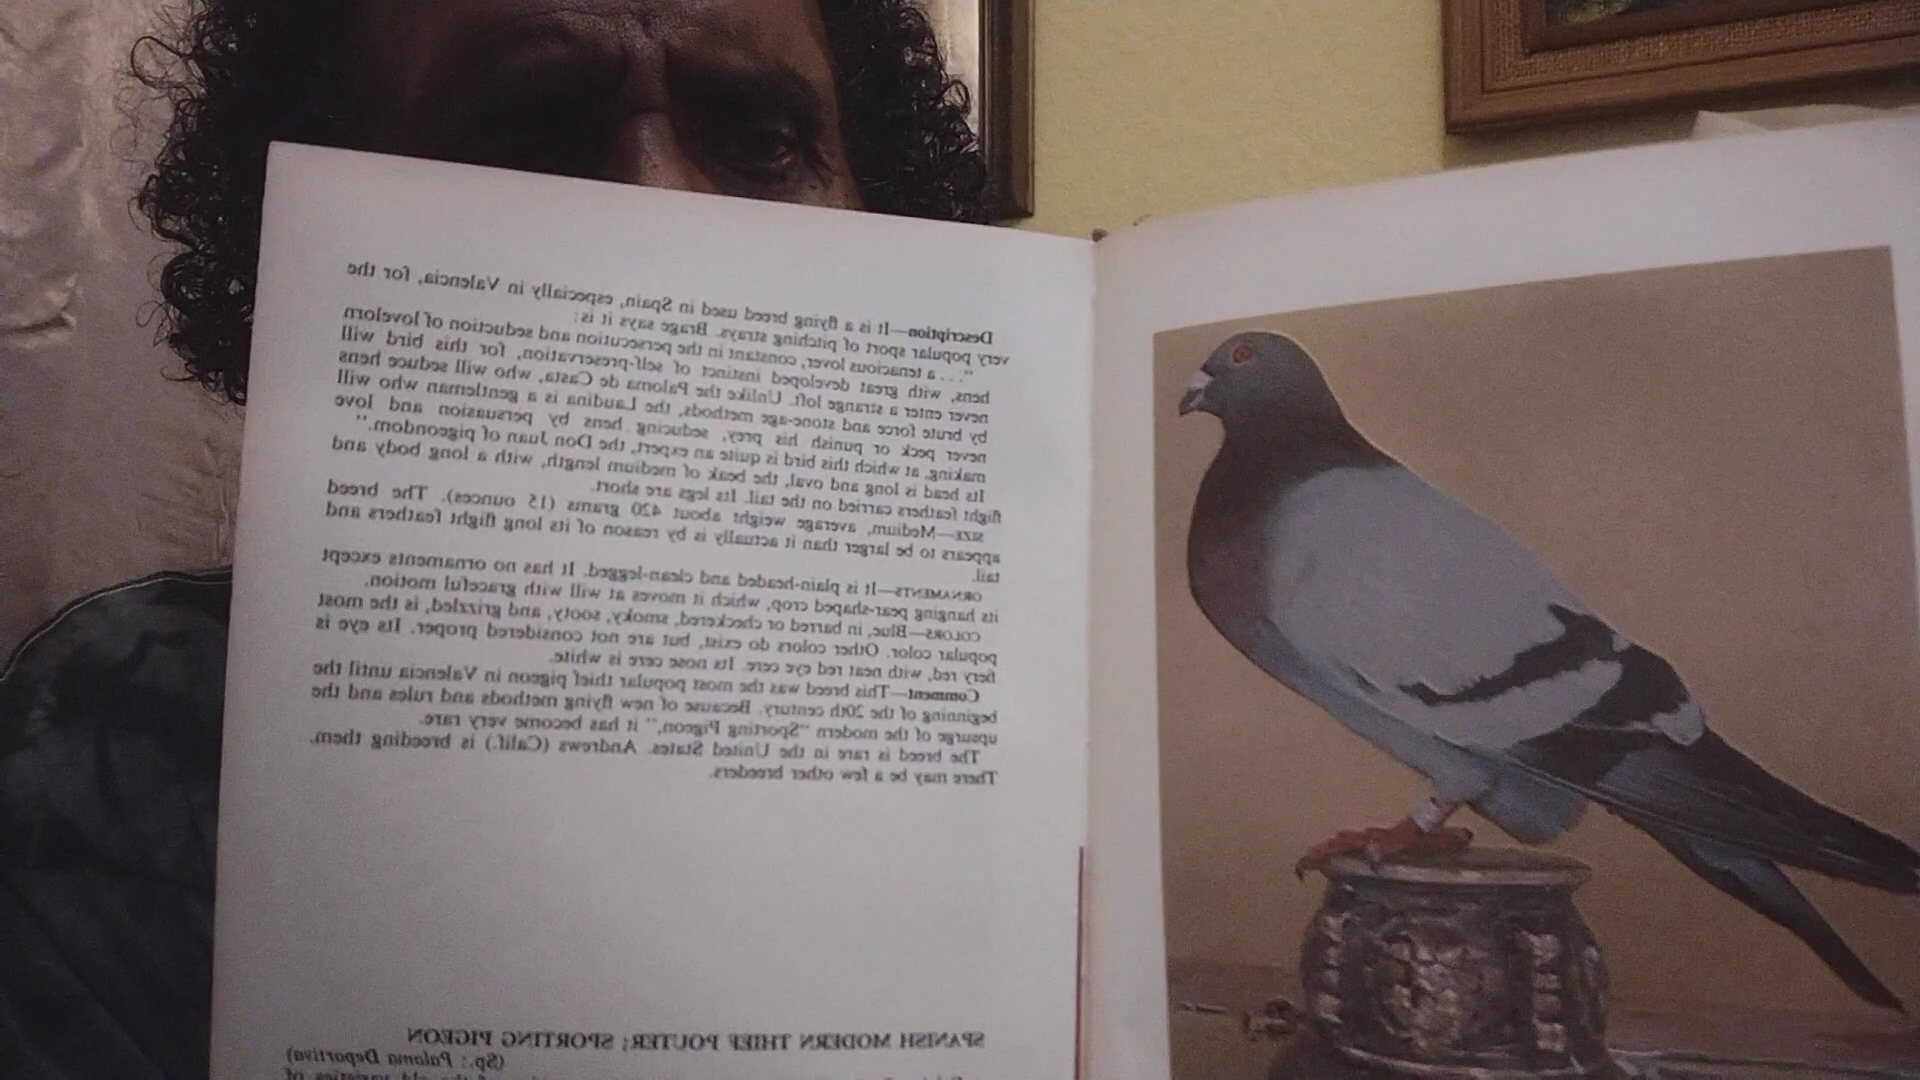 Description—It is a flying breed used in Spain, especially in Valencia, for the
very popular sport of pitching strays. Brage says it is:
". . . a tenacious lover, constant in the persecution and seduction of lovelorn
hens, with great developed instinct of self-preservation, for this bird will
never enter a strange loft. Unlike the Paloma de Casta, who will seduce hens
by brute force and stone-age methods, the Laudina is a gentleman who will
never peck or punish his prey, seducing hens by persuasion and love
making, at which this bird is quite an expert, the Don Juan of pigeondom."
Its head is long and oval, the beak of medium length, with a long body and
flight feathers carried on the tail. Its legs are short.
SIZE—Medium, average weight about 420 grams (15 ounces). The breed
appears to be larger than it actually is by reason of its long flight feathers and
tail.
ORNAMENTS—It is plain-headed and clean-legged. It has no ornaments except
its hanging pear-shaped crop, which it moves at will with graceful motion.
COLORS—Blue, in barred or checkered, smoky, sooty, and grizzled, is the most
popular color. Other colors do exist, but are not considered proper. Its eye is
fiery red, with neat red eye cere. Its nose cere is white.
Comment—This breed was the most popular thief pigeon in Valencia until the
beginning of the 20th century. Because of new flying methods and rules and the
upsurge of the modern "Sporting Pigeon," it has become very rare.
The breed is rare in the United States. Andrews (Calif.) is breeding them.
There may be a few other breeders.
SPANISH MODERN THIEF POUTER; SPORTING PIGEON
(Sp.: Paloma Deportiva)